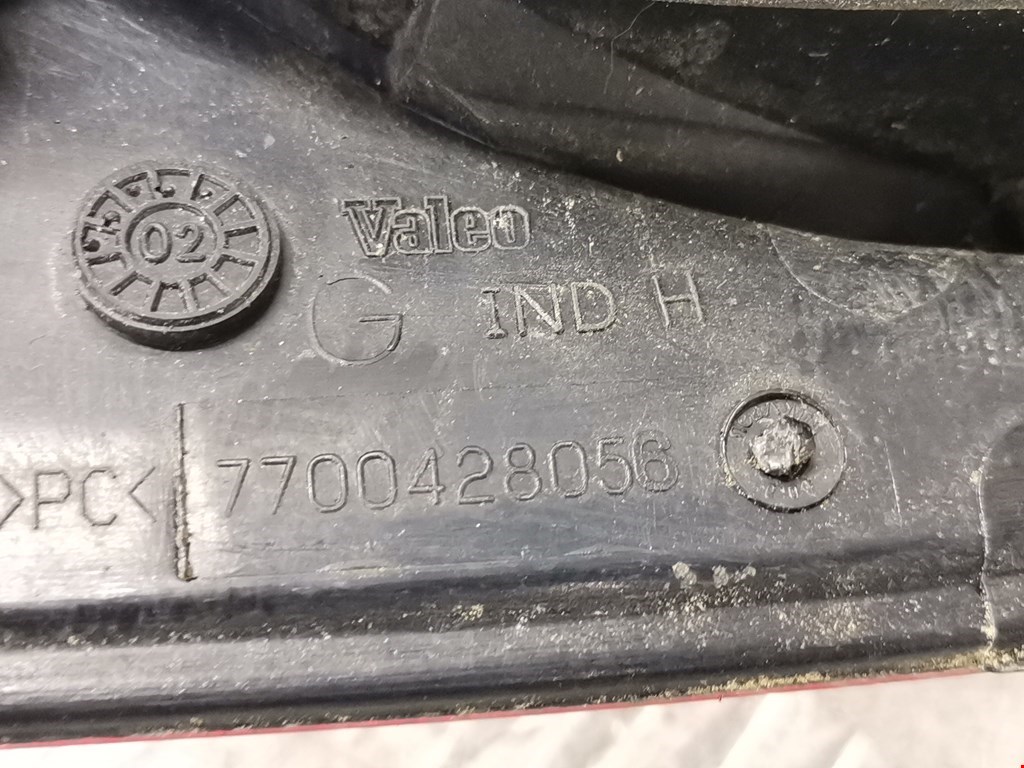 02
Valeo
G IND H
>PC<
7700428056